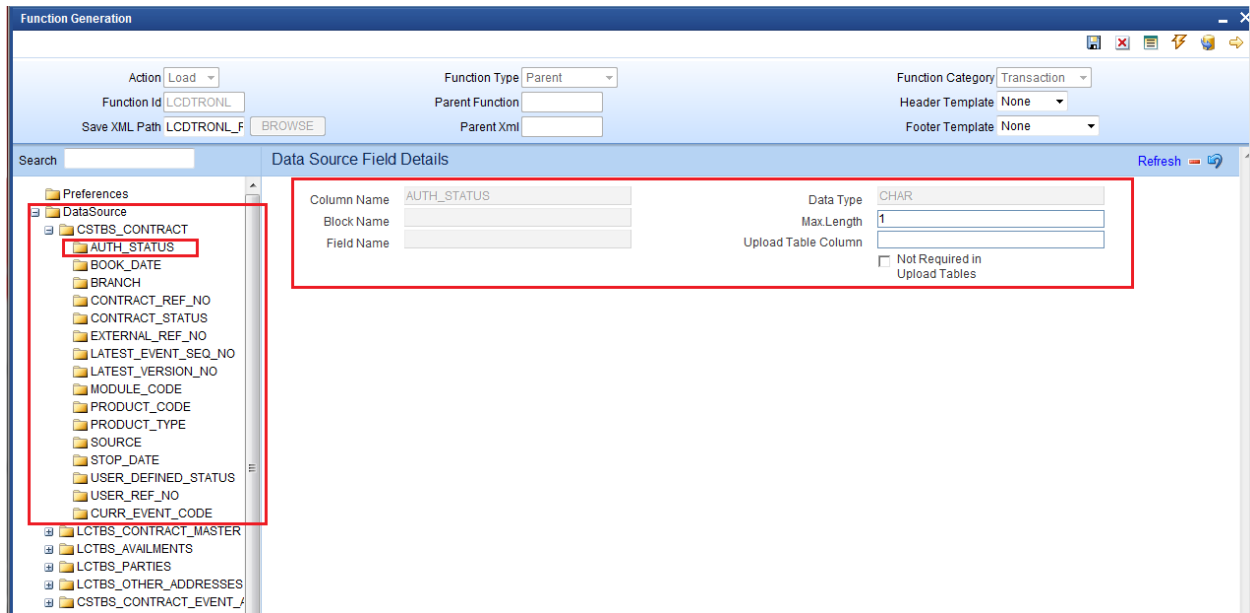 Function Generation
Action Load Function Type Parent Function Category Transaction
Function Id LCDTRONL Parent Function Header Template None
Save XML Path LCDTRONL_F BROWSE Parent Xml Footer Template None
Search Data Source Field Details Refresh
Preferences
DataSource
CSTBS_CONTRACT
AUTH_STATUS
BOOK_DATE
BRANCH
CONTRACT_REF_NO
CONTRACT_STATUS
EXTERNAL_REF_NO
LATEST_EVENT_SEQ_NO
LATEST_VERSION_NO
MODULE_CODE
PRODUCT_CODE
PRODUCT_TYPE
SOURCE
STOP_DATE
USER_DEFINED_STATUS
USER_REF_NO
CURR_EVENT_CODE
LCTBS_CONTRACT_MASTER
LCTBS_AVAILMENTS
LCTBS_PARTIES
LCTBS_OTHER_ADDRESSES
CSTBS_CONTRACT_EVENT_A
Column Name AUTH_STATUS Data Type CHAR
Block Name Max.Length 1
Field Name Upload Table Column
Not Required in
Upload Tables